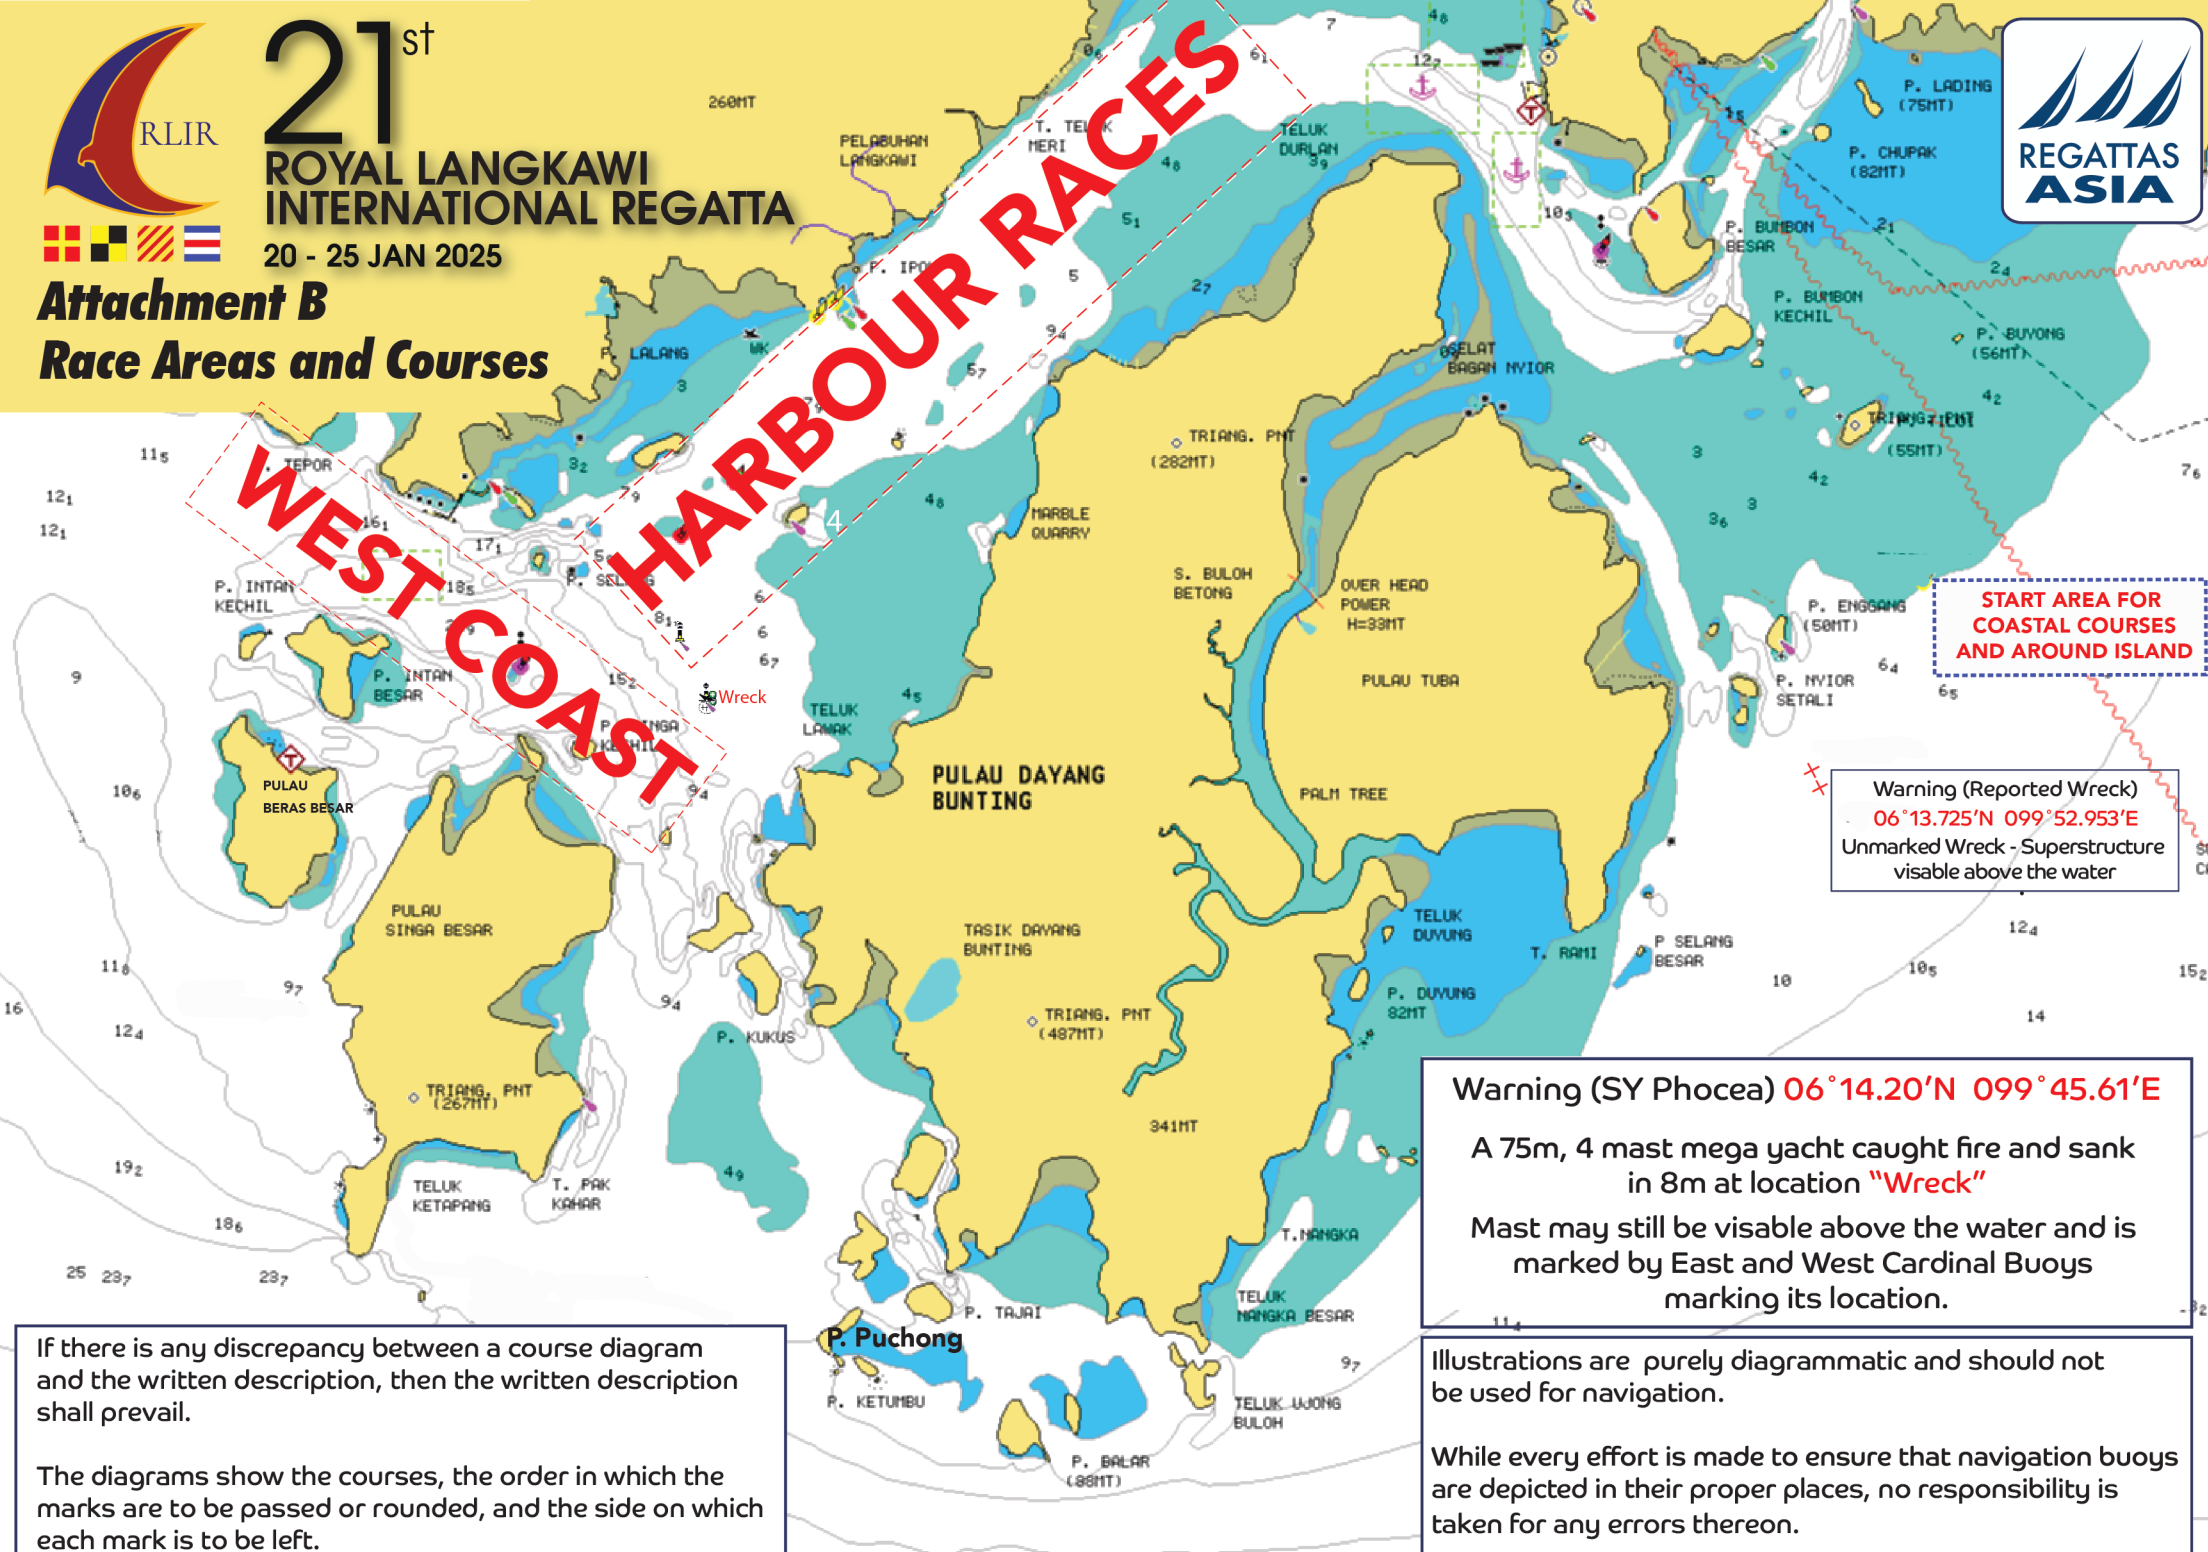 RLIR
21st
ROYAL LANGKAWI
INTERNATIONAL REGATTA
20 - 25 JAN 2025
Attachment B
Race Areas and Courses
REGATTAS
ASIA
HARBOUR RACES
WEST COAST
260MT
PELABUHAN
LANGKAWI
MERI
TELUK
DURLAN
P. LADING
(75MT)
P. CHUPAK
(82MT)
P. BUMBON
BESAR
P. BUMBON
KECHIL
P. BUYONG
(56MT)
(55MT)
LALANG
WK
SELAT
BAGAN NYIOR
TRIANG. PNT
(282MT)
TEPOR
MARBLE
QUARRY
S. BULOH
BETONG
OVER HEAD
POWER
H=33MT
PULAU TUBA
PALM TREE
P. INTAN
KECHIL
P. INTAN
BESAR
4
Wreck
TELUK
LAWAK
PULAU DAYANG
BUNTING
PULAU
BERAS BESAR
PULAU
SINGA BESAR
TASIK DAYANG
BUNTING
TRIANG. PNT
(487MT)
P. KUKUS
TRIANG. PNT
(267MT)
341MT
TELUK
KETAPANG
T. PAK
KAHAR
T.NANGKA
TELUK
NANGKA BESAR
P. TAJAI
P. Puchong
P. KETUMBU
P. BALAR
(88MT)
TELUK UJONG
BULOH
TELUK
DUYUNG
P. DUYUNG
82MT
T. RAMI
P SELANG
BESAR
P. ENGGANG
(50MT)
P. NYIOR
SETALI
START AREA FOR
COASTAL COURSES
AND AROUND ISLAND
Warning (Reported Wreck)
06°13.725’N 099°52.953’E
Unmarked Wreck - Superstructure
visable above the water
Warning (SY Phocea) 06°14.20’N 099°45.61’E
A 75m, 4 mast mega yacht caught fire and sank
in 8m at location “Wreck”
Mast may still be visable above the water and is
marked by East and West Cardinal Buoys
marking its location.
If there is any discrepancy between a course diagram
and the written description, then the written description
shall prevail.
The diagrams show the courses, the order in which the
marks are to be passed or rounded, and the side on which
each mark is to be left.
Illustrations are purely diagrammatic and should not
be used for navigation.
While every effort is made to ensure that navigation buoys
are depicted in their proper places, no responsibility is
taken for any errors thereon.